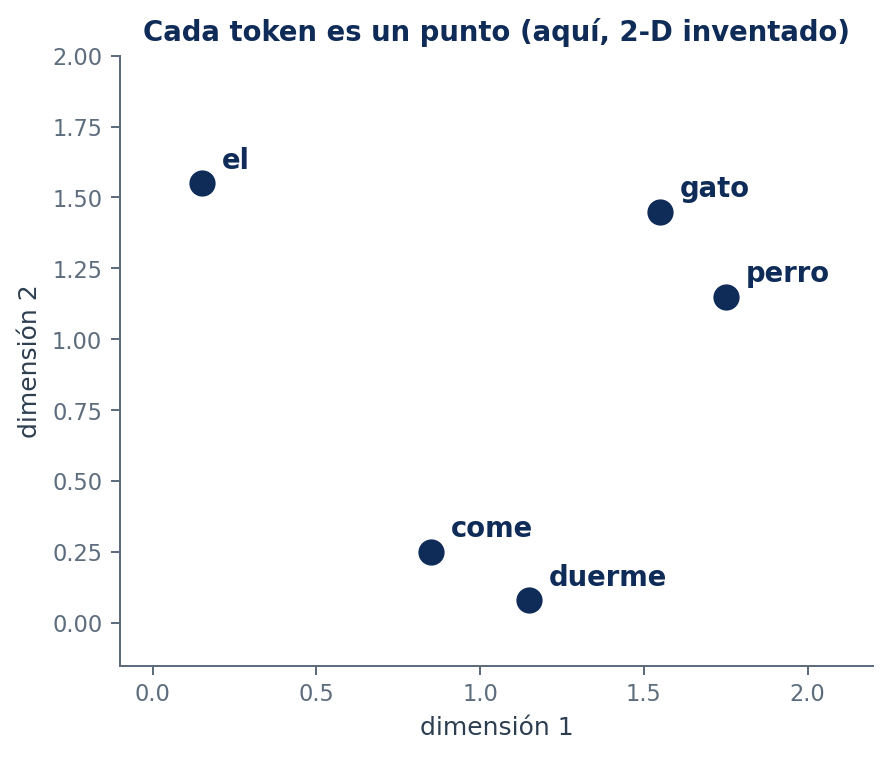 Cada token es un punto (aquí, 2-D inventado)
2.00
1.75
1.50
1.25
1.00
0.75
0.50
0.25
0.00
dimensión 2
el
gato
perro
come
duerme
0.0 0.5 1.0 1.5 2.0
dimensión 1